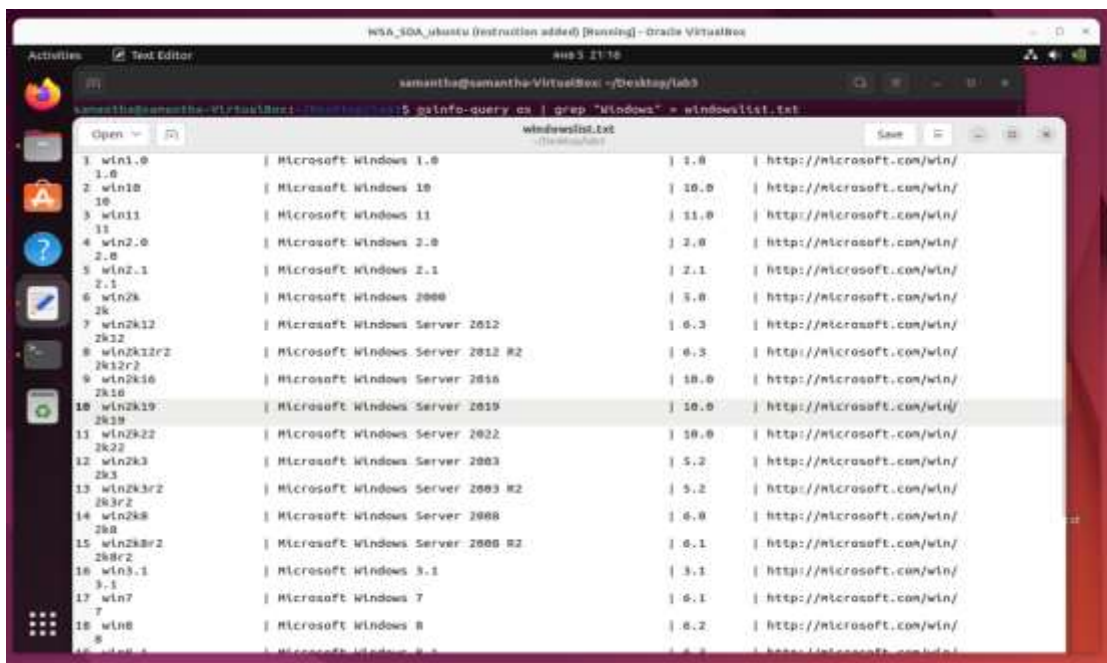 WSA_SDA_ubuntu (Instruction added) [Running] - Oracle VirtualBox
Activities Text Editor 21:16
samantha@samantha-VirtualBox: ~/Desktop/lab3
samantha@samantha-VirtualBox:~/Desktop/lab3$ osinfo-query os | grep "Windows" > windowslist.txt
Open windowslist.txt Save
~/Desktop/lab3
1 win1.0 | Microsoft Windows 1.0 | 1.0 | http://microsoft.com/win/
1.0
2 win10 | Microsoft Windows 10 | 10.0 | http://microsoft.com/win/
10
3 win11 | Microsoft Windows 11 | 11.0 | http://microsoft.com/win/
11
4 win2.0 | Microsoft Windows 2.0 | 2.0 | http://microsoft.com/win/
2.0
5 win2.1 | Microsoft Windows 2.1 | 2.1 | http://microsoft.com/win/
2.1
6 win2k | Microsoft Windows 2000 | 5.0 | http://microsoft.com/win/
2k
7 win2k12 | Microsoft Windows Server 2012 | 6.3 | http://microsoft.com/win/
2k12
8 win2k12r2 | Microsoft Windows Server 2012 R2 | 6.3 | http://microsoft.com/win/
2k12r2
9 win2k16 | Microsoft Windows Server 2016 | 10.0 | http://microsoft.com/win/
2k16
10 win2k19 | Microsoft Windows Server 2019 | 10.0 | http://microsoft.com/win/
2k19
11 win2k22 | Microsoft Windows Server 2022 | 10.0 | http://microsoft.com/win/
2k22
12 win2k3 | Microsoft Windows Server 2003 | 5.2 | http://microsoft.com/win/
2k3
13 win2k3r2 | Microsoft Windows Server 2003 R2 | 5.2 | http://microsoft.com/win/
2k3r2
14 win2k8 | Microsoft Windows Server 2008 | 6.0 | http://microsoft.com/win/
2k8
15 win2k8r2 | Microsoft Windows Server 2008 R2 | 6.1 | http://microsoft.com/win/
2k8r2
16 win3.1 | Microsoft Windows 3.1 | 3.1 | http://microsoft.com/win/
3.1
17 win7 | Microsoft Windows 7 | 6.1 | http://microsoft.com/win/
7
18 win8 | Microsoft Windows 8 | 6.2 | http://microsoft.com/win/
8